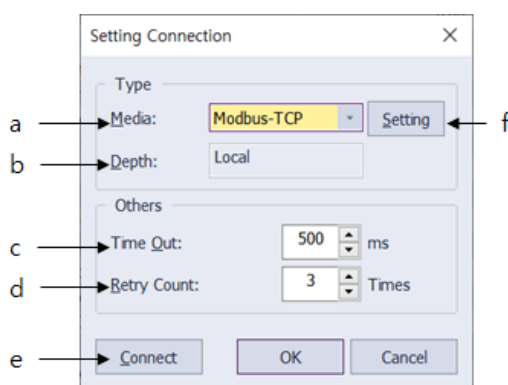 Setting Connection
Type
a Media: Modbus-TCP Setting f
b Depth: Local
Others
c Time Out: 500 ms
d Retry Count: 3 Times
e Connect OK Cancel